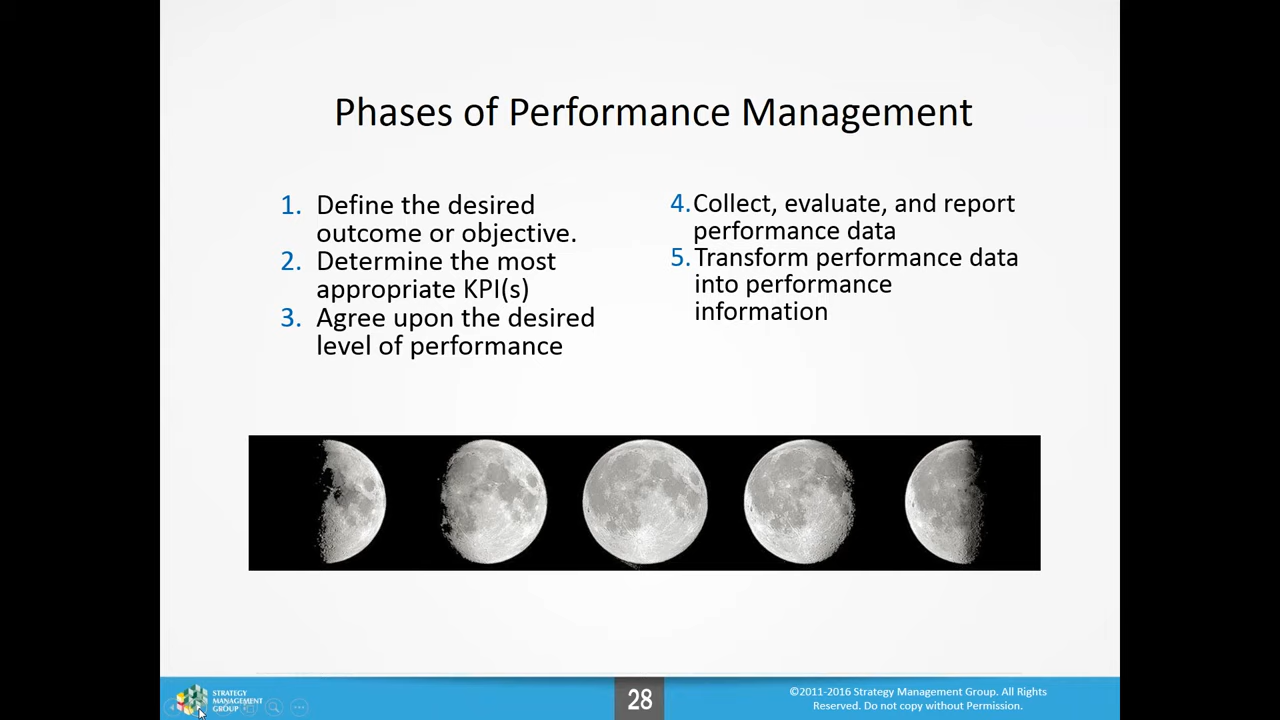 Phases of Performance Management
1. Define the desired
outcome or objective.
2. Determine the most
appropriate KPI(s)
3. Agree upon the desired
level of performance
4. Collect, evaluate, and report
performance data
5. Transform performance data
into performance
information
STRATEGY
MANAGEMENT
GROUP
28
©2011-2016 Strategy Management Group. All Rights
Reserved. Do not copy without Permission.